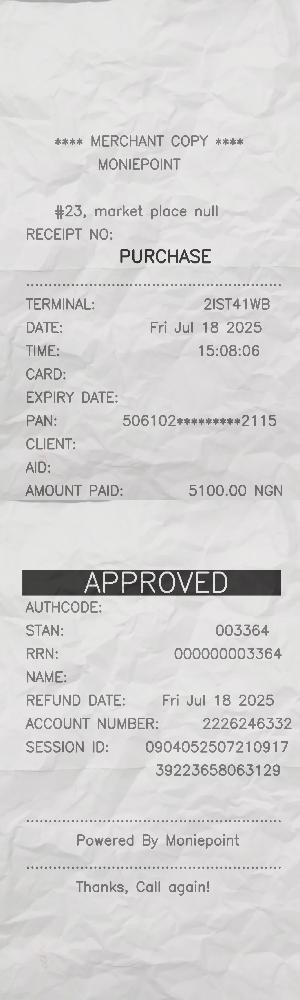 **** MERCHANT COPY ****
MONIEPOINT
#23, market place null
RECEIPT NO:
PURCHASE
TERMINAL: 2IST41WB
DATE: Fri Jul 18 2025
TIME: 15:08:06
CARD:
EXPIRY DATE:
PAN: 506102*********2115
CLIENT:
AID:
AMOUNT PAID: 5100.00 NGN
APPROVED
AUTHCODE:
STAN: 003364
RRN: 000000003364
NAME:
REFUND DATE: Fri Jul 18 2025
ACCOUNT NUMBER: 2226246332
SESSION ID: 0904052507210917
39223658063129
Powered By Moniepoint
Thanks, Call again!